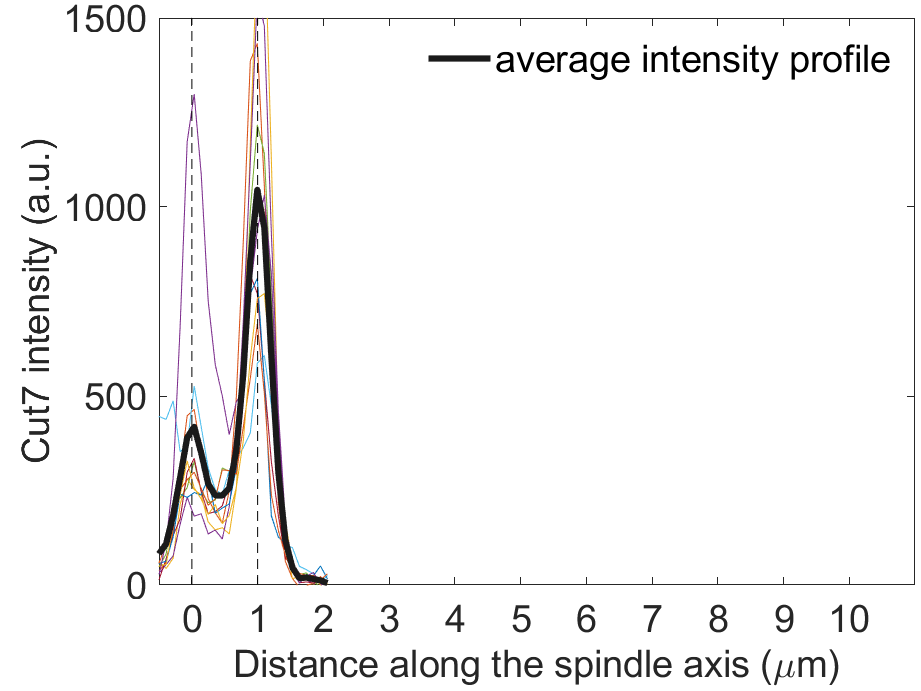 average intensity profile
Cut7 intensity (a.u.)
1500
1000
500
0
0 1 2 3 4 5 6 7 8 9 10
Distance along the spindle axis (μm)